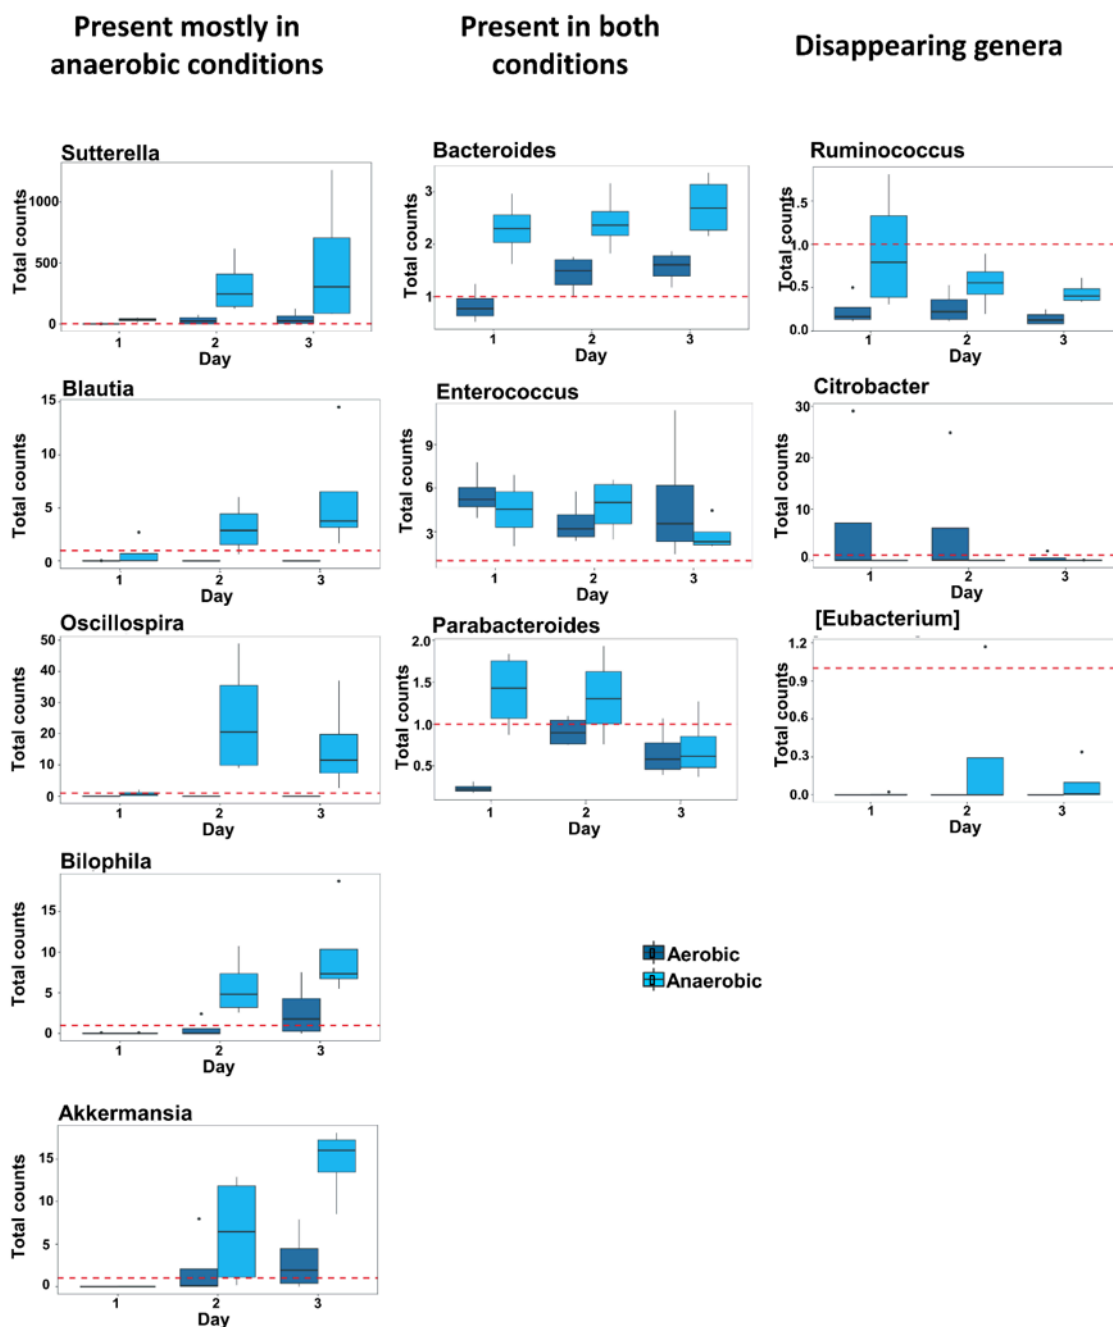 Present mostly in
anaerobic conditions
Present in both
conditions
Disappearing genera
Sutterella
Total counts
1000
500
0
1 2 3
Day
Blautia
Total counts
15
10
5
0
1 2 3
Day
Oscillospira
Total counts
50
40
30
20
10
0
1 2 3
Day
Bilophila
Total counts
15
10
5
0
1 2 3
Day
Akkermansia
Total counts
15
10
5
0
1 2 3
Day
Bacteroides
Total counts
3
2
1
1 2 3
Day
Enterococcus
Total counts
9
6
3
1 2 3
Day
Parabacteroides
Total counts
2.0
1.5
1.0
0.5
1 2 3
Day
Ruminococcus
Total counts
1.5
1.0
0.5
0.0
1 2 3
Day
Citrobacter
Total counts
30
20
10
0
1 2 3
Day
[Eubacterium]
Total counts
1.2
0.9
0.6
0.3
0.0
1 2 3
Day
Aerobic
Anaerobic